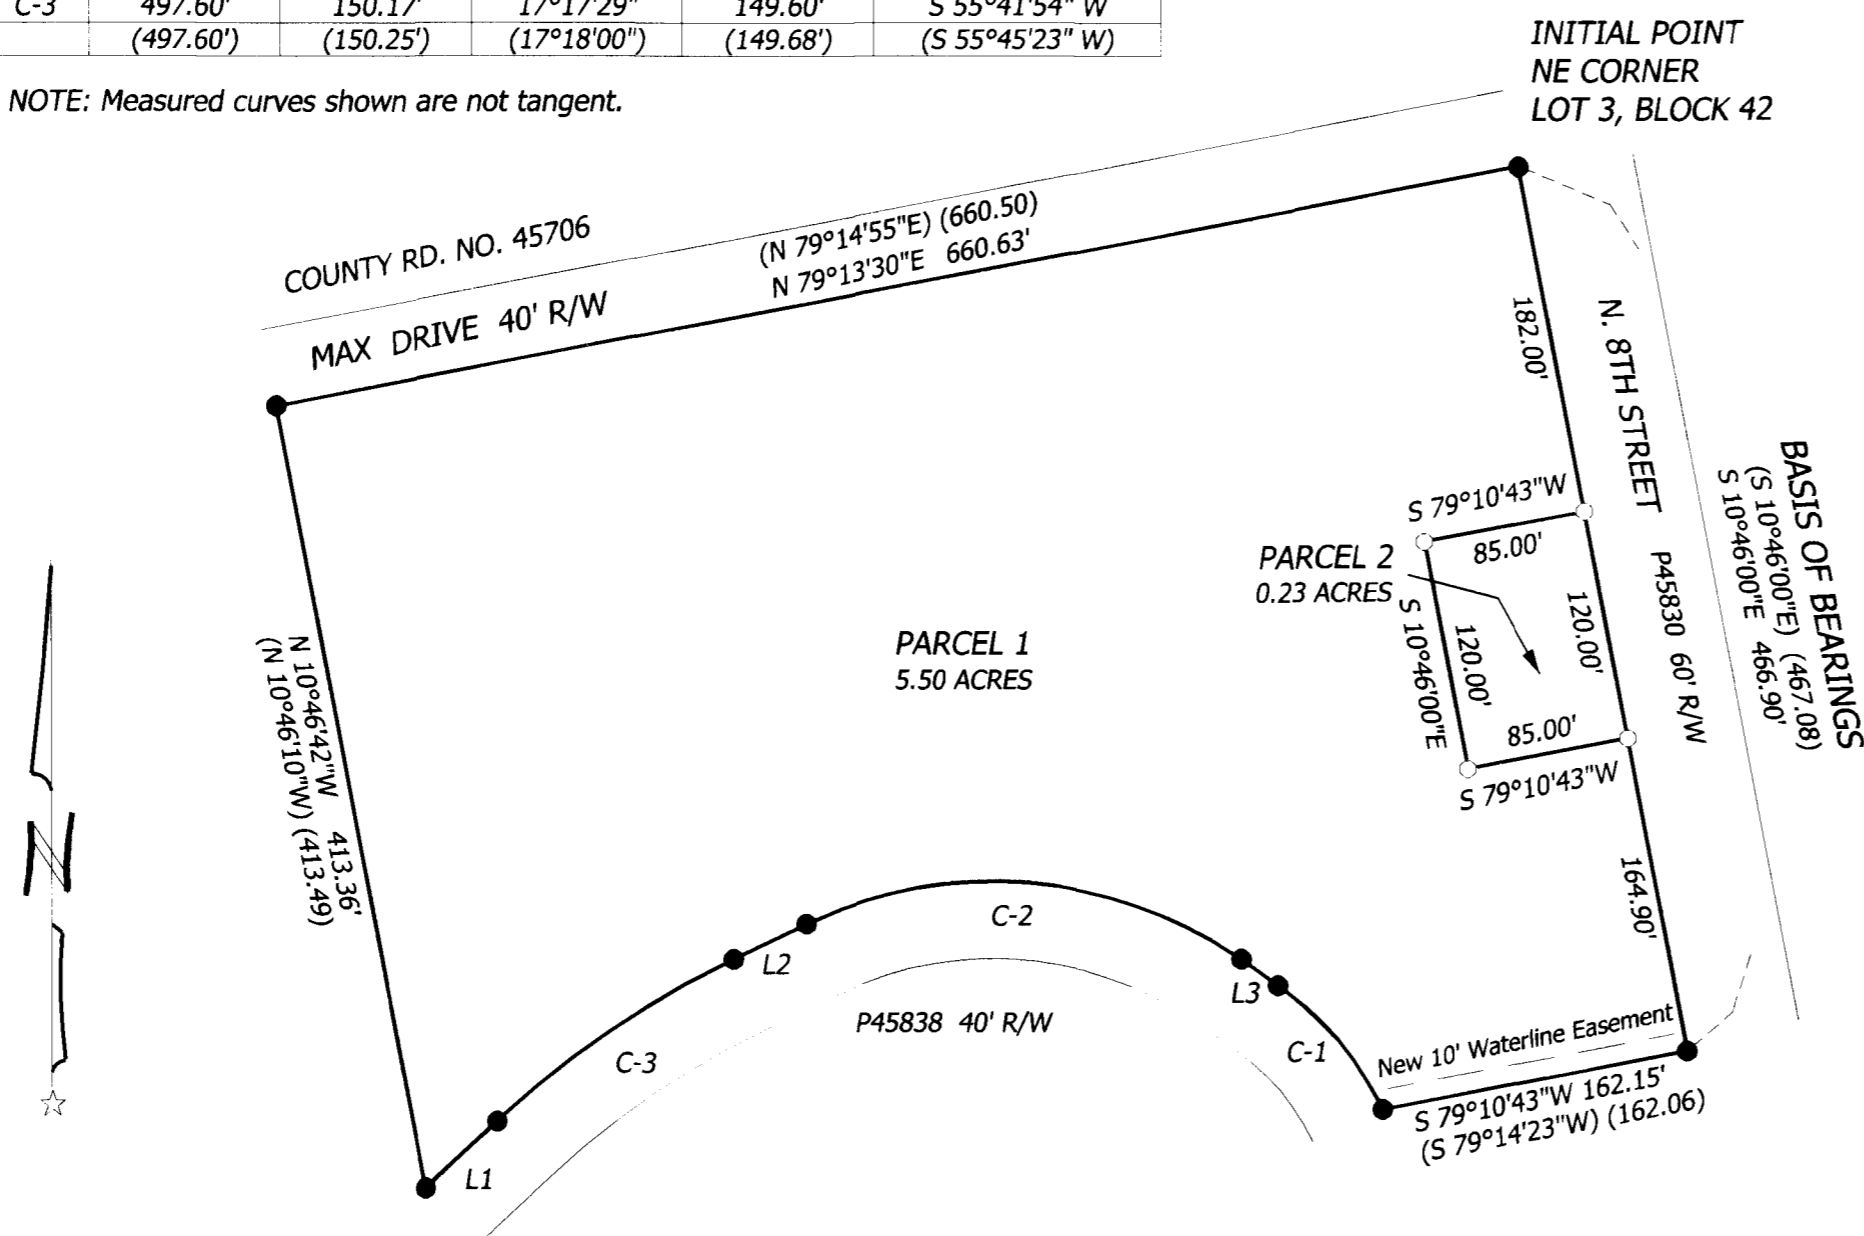 C-3 497.60' 150.17' 17°17'29" 149.60' S 55°41'54" W
(497.60') (150.25') (17°18'00") (149.68') (S 55°45'23" W)
NOTE: Measured curves shown are not tangent.
INITIAL POINT
NE CORNER
LOT 3, BLOCK 42
COUNTY RD. NO. 45706
(N 79°14'55"E) (660.50)
N 79°13'30"E 660.63'
MAX DRIVE 40' R/W
182.00'
N. 8TH STREET P45830 60' R/W
BASIS OF BEARINGS
(S 10°46'00"E) (467.08)
S 10°46'00"E 466.90'
S 79°10'43"W
85.00'
PARCEL 2
0.23 ACRES
S 10°46'00"E
120.00'
120.00'
85.00'
S 79°10'43"W
PARCEL 1
5.50 ACRES
N 10°46'42"W 413.36'
(N 10°46'10"W) (413.49)
N
164.90'
C-2
L2
L3
P45838 40' R/W
C-3
C-1
New 10' Waterline Easement
S 79°10'43"W 162.15'
(S 79°14'23"W) (162.06)
L1